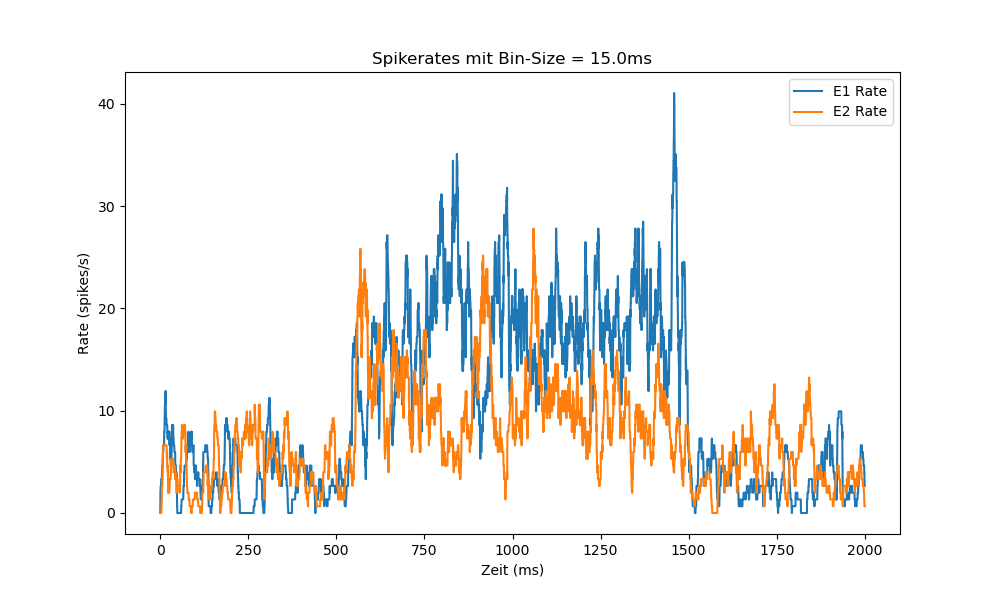 Spikerates mit Bin-Size = 15.0ms
E1 Rate
E2 Rate
Rate (spikes/s)
40
30
20
10
0
0 250 500 750 1000 1250 1500 1750 2000
Zeit (ms)